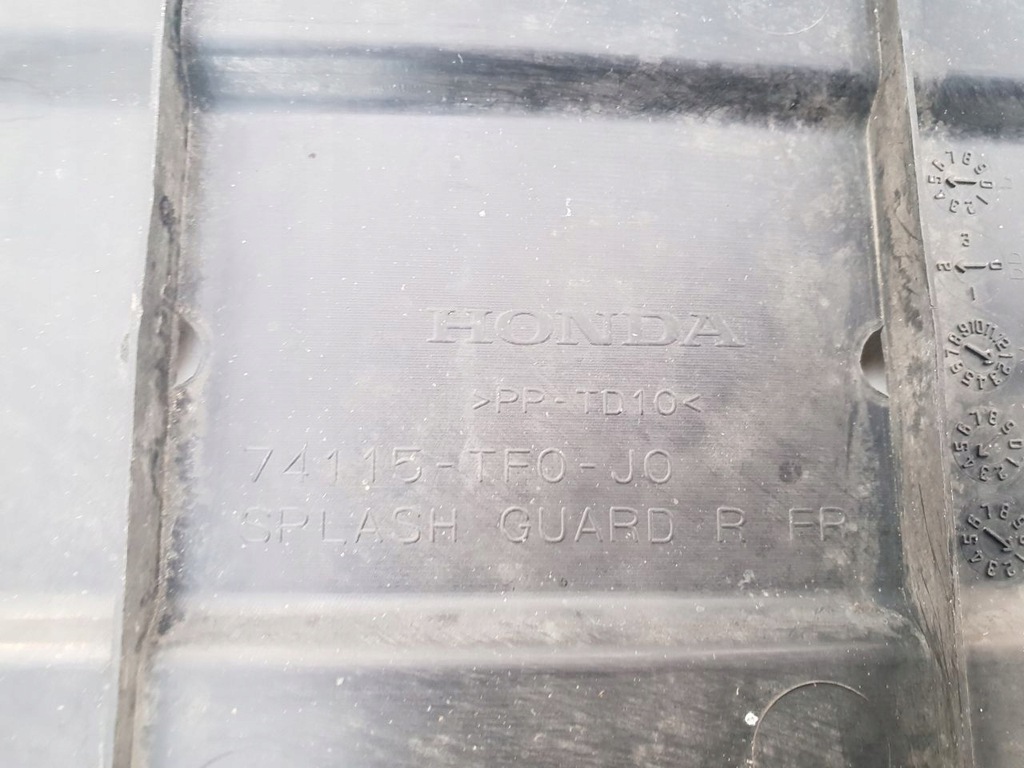 HONDA
>PP-TD10<
74115-TF0-J0
SPLASH GUARD R FR